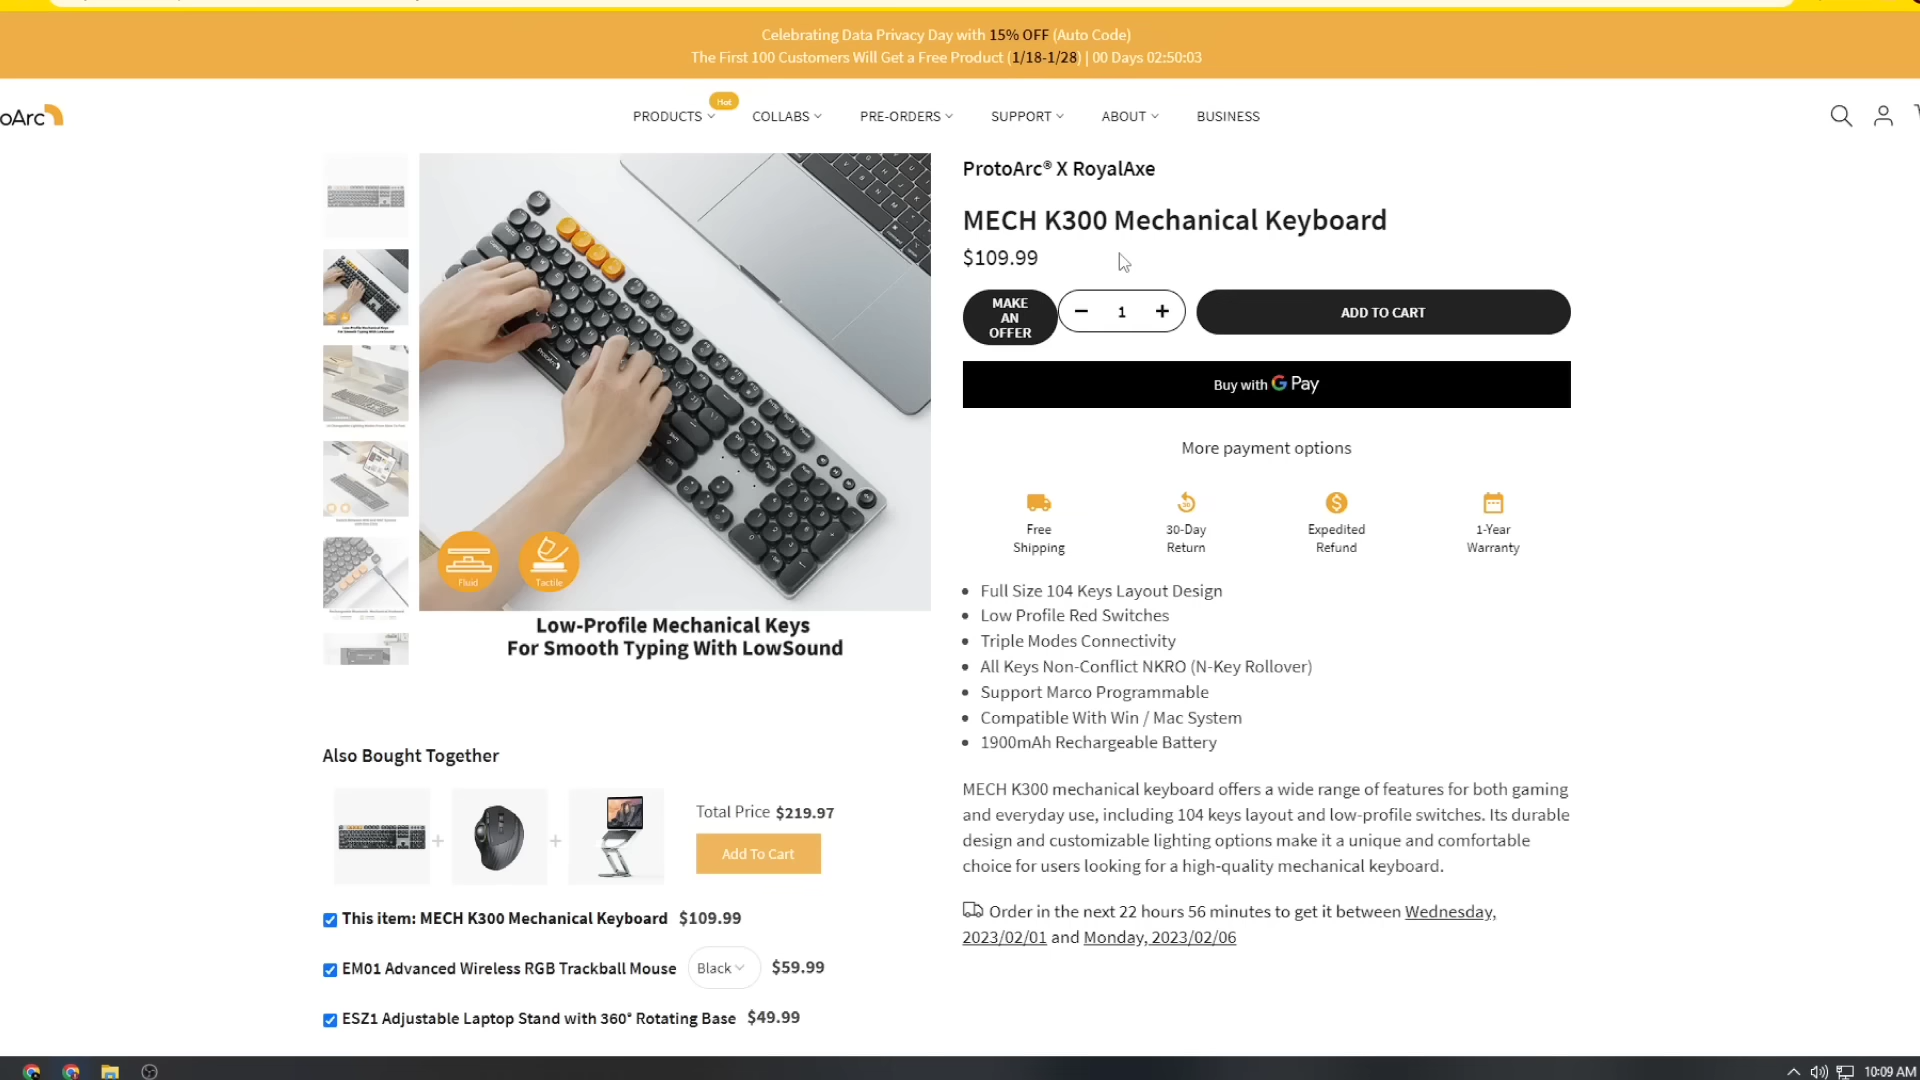 Celebrating Data Privacy Day with 15% OFF (Auto Code)
The First 100 Customers Will Get a Free Product (1/18-1/28) | 00 Days 02:50:03
oArc
PRODUCTS
Hot
COLLABS
PRE-ORDERS
SUPPORT
ABOUT
BUSINESS
ProtoArc® X RoyalAxe
MECH K300 Mechanical Keyboard
$109.99
MAKE
AN
OFFER
1
ADD TO CART
Buy with G Pay
More payment options
Free
Shipping
30-Day
Return
Expedited
Refund
1-Year
Warranty
Fluid
Tactile
Low-Profile Mechanical Keys
For Smooth Typing With LowSound
• Full Size 104 Keys Layout Design
• Low Profile Red Switches
• Triple Modes Connectivity
• All Keys Non-Conflict NKRO (N-Key Rollover)
• Support Marco Programmable
• Compatible With Win / Mac System
• 1900mAh Rechargeable Battery
MECH K300 mechanical keyboard offers a wide range of features for both gaming
and everyday use, including 104 keys layout and low-profile switches. Its durable
design and customizable lighting options make it a unique and comfortable
choice for users looking for a high-quality mechanical keyboard.
Order in the next 22 hours 56 minutes to get it between Wednesday,
2023/02/01 and Monday, 2023/02/06
Also Bought Together
Total Price $219.97
Add To Cart
This item: MECH K300 Mechanical Keyboard $109.99
EM01 Advanced Wireless RGB Trackball Mouse Black $59.99
ESZ1 Adjustable Laptop Stand with 360° Rotating Base $49.99
10:09 AM